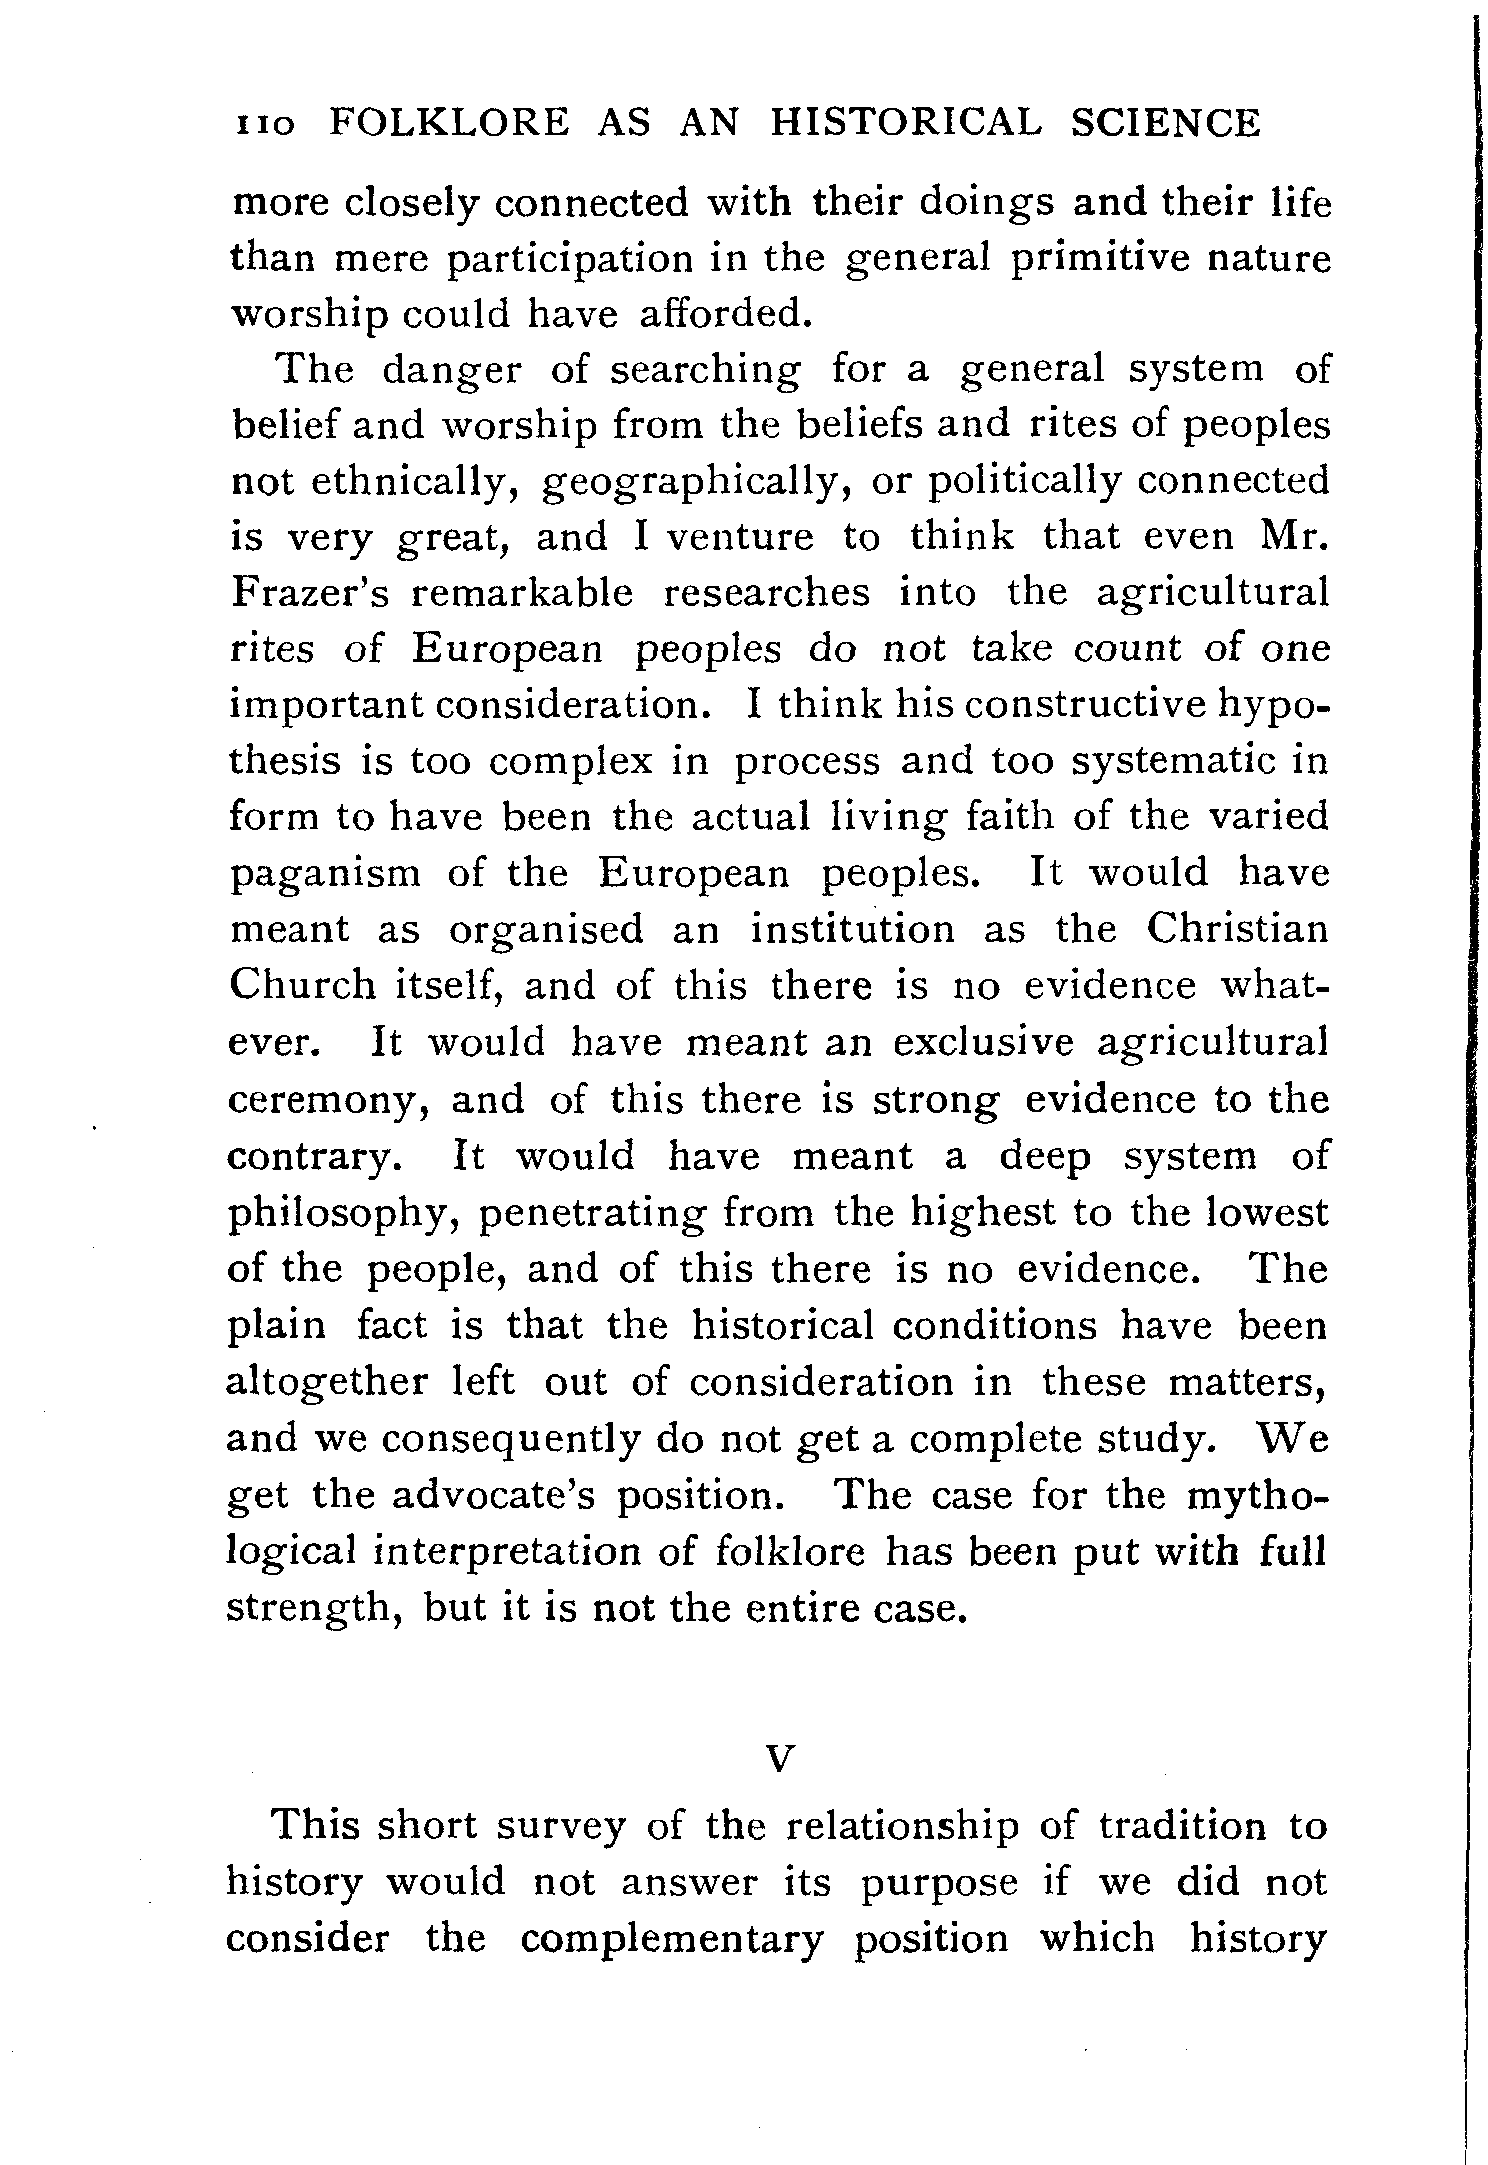 110 FOLKLORE AS AN HISTORICAL SCIENCE
more closely connected with their doings and their life
than mere participation in the general primitive nature
worship could have afforded.
The danger of searching for a general system of
belief and worship from the beliefs and rites of peoples
not ethnically, geographically, or politically connected
is very great, and I venture to think that even Mr.
Frazer's remarkable researches into the agricultural
rites of European peoples do not take count of one
important consideration. I think his constructive hypo-
thesis is too complex in process and too systematic in
form to have been the actual living faith of the varied
paganism of the European peoples. It would have
meant as organised an institution as the Christian
Church itself, and of this there is no evidence what-
ever. It would have meant an exclusive agricultural
ceremony, and of this there is strong evidence to the
contrary. It would have meant a deep system of
philosophy, penetrating from the highest to the lowest
of the people, and of this there is no evidence. The
plain fact is that the historical conditions have been
altogether left out of consideration in these matters,
and we consequently do not get a complete study. We
get the advocate's position. The case for the mytho-
logical interpretation of folklore has been put with full
strength, but it is not the entire case.
V
This short survey of the relationship of tradition to
history would not answer its purpose if we did not
consider the complementary position which history